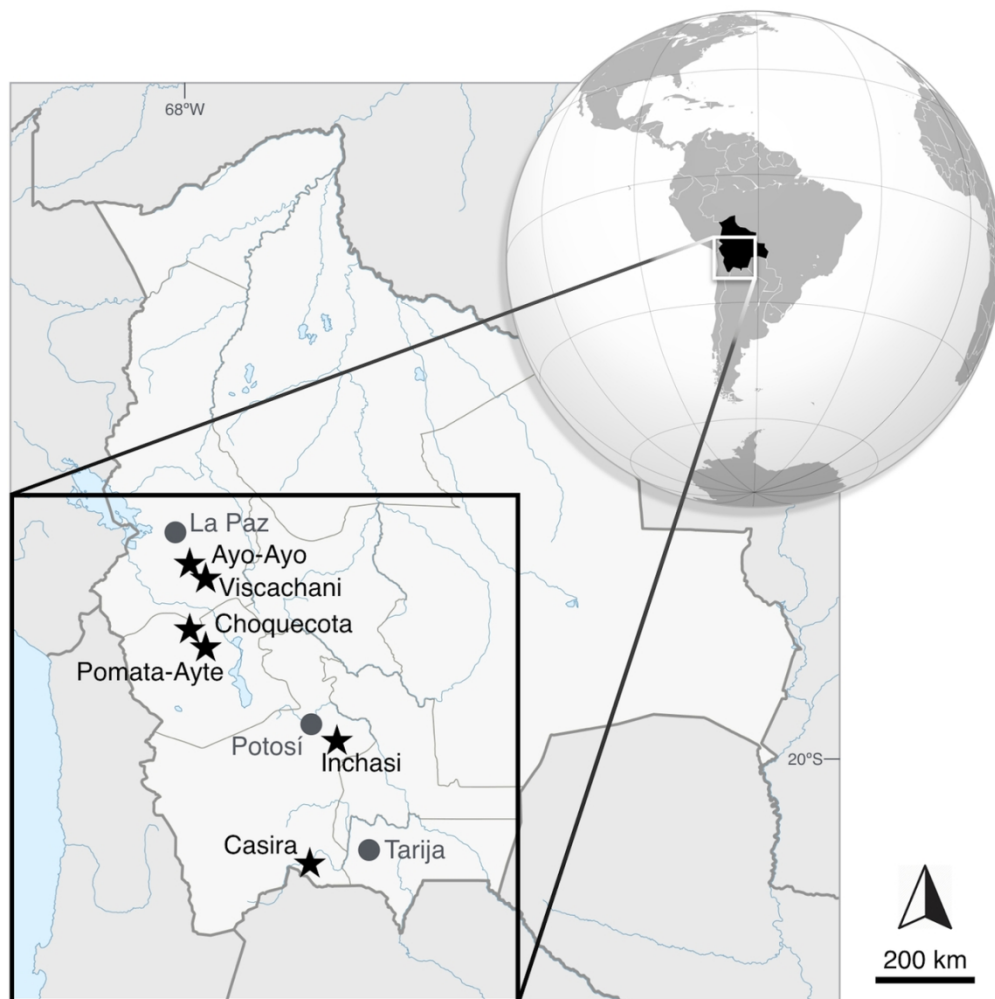 68°W
La Paz
Ayo-Ayo
Viscachani
Choquecota
Pomata-Ayte
Potosí
Inchasi
20°S
Casira
Tarija
200 km